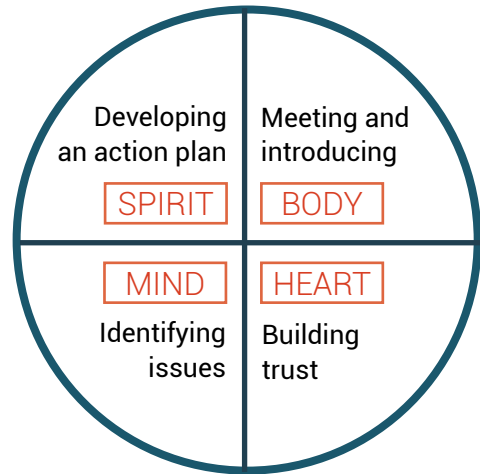 Developing
an action plan
SPIRIT
Meeting and
introducing
BODY
MIND
Identifying
issues
HEART
Building
trust